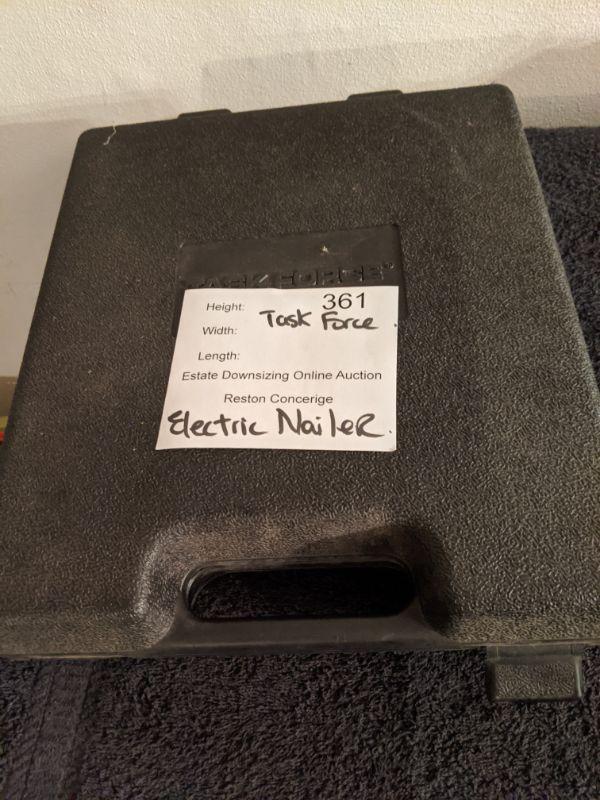 TASK FORCE
Height: 361
Task Force.
Width:
Length:
Estate Downsizing Online Auction
Reston Concerige
Electric Nailer.